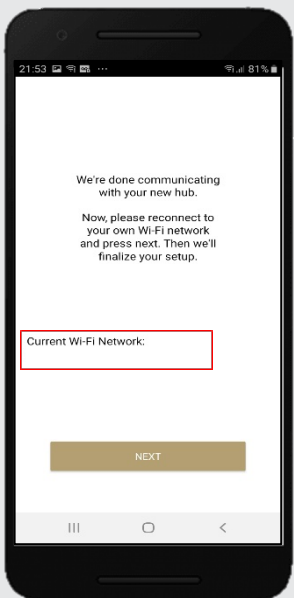 21:53 ... 81%
We're done communicating
with your new hub.
Now, please reconnect to
your own Wi-Fi network
and press next. Then we'll
finalize your setup.
Current Wi-Fi Network:
NEXT